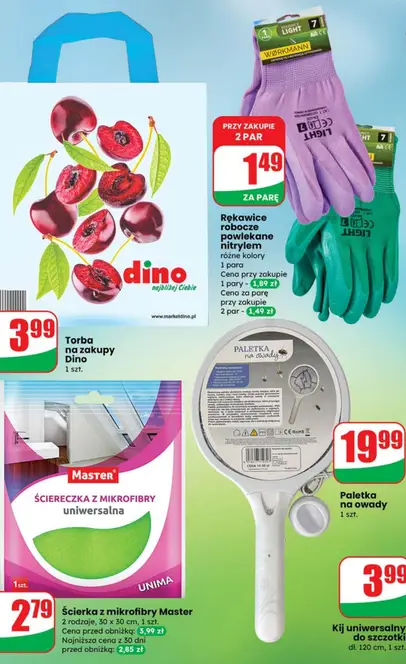 dino
najbliżej Ciebie
www.marketdino.pl
3.99
Torba
na zakupy
Dino
1 szt.
LIGHT
7
WÖRKMANN
LIGHT
7
PRZY ZAKUPIE
2 PAR
1.49
ZA PARĘ
Rękawice
robocze
powlekane
nitrylem
różne kolory
1 para
Cena przy zakupie
1 pary - 1,89 zł
Cena za parę
przy zakupie
2 par - 1,49 zł
LIGHT
LIGHT
PALETKA
na owady
19.99
Paletka
na owady
1 szt.
MASTER
ŚCIERECZKA Z MIKROFIBRY
uniwersalna
1 szt.
UNIMA
2.79
Ścierka z mikrofibry Master
2 rodzaje, 30 x 30 cm, 1 szt.
Cena przed obniżką: 3,99 zł
Najniższa cena z 30 dni
przed obniżką: 2,85 zł
3.99
Kij uniwersalny
do szczotki
dł. 120 cm, 1 szt.